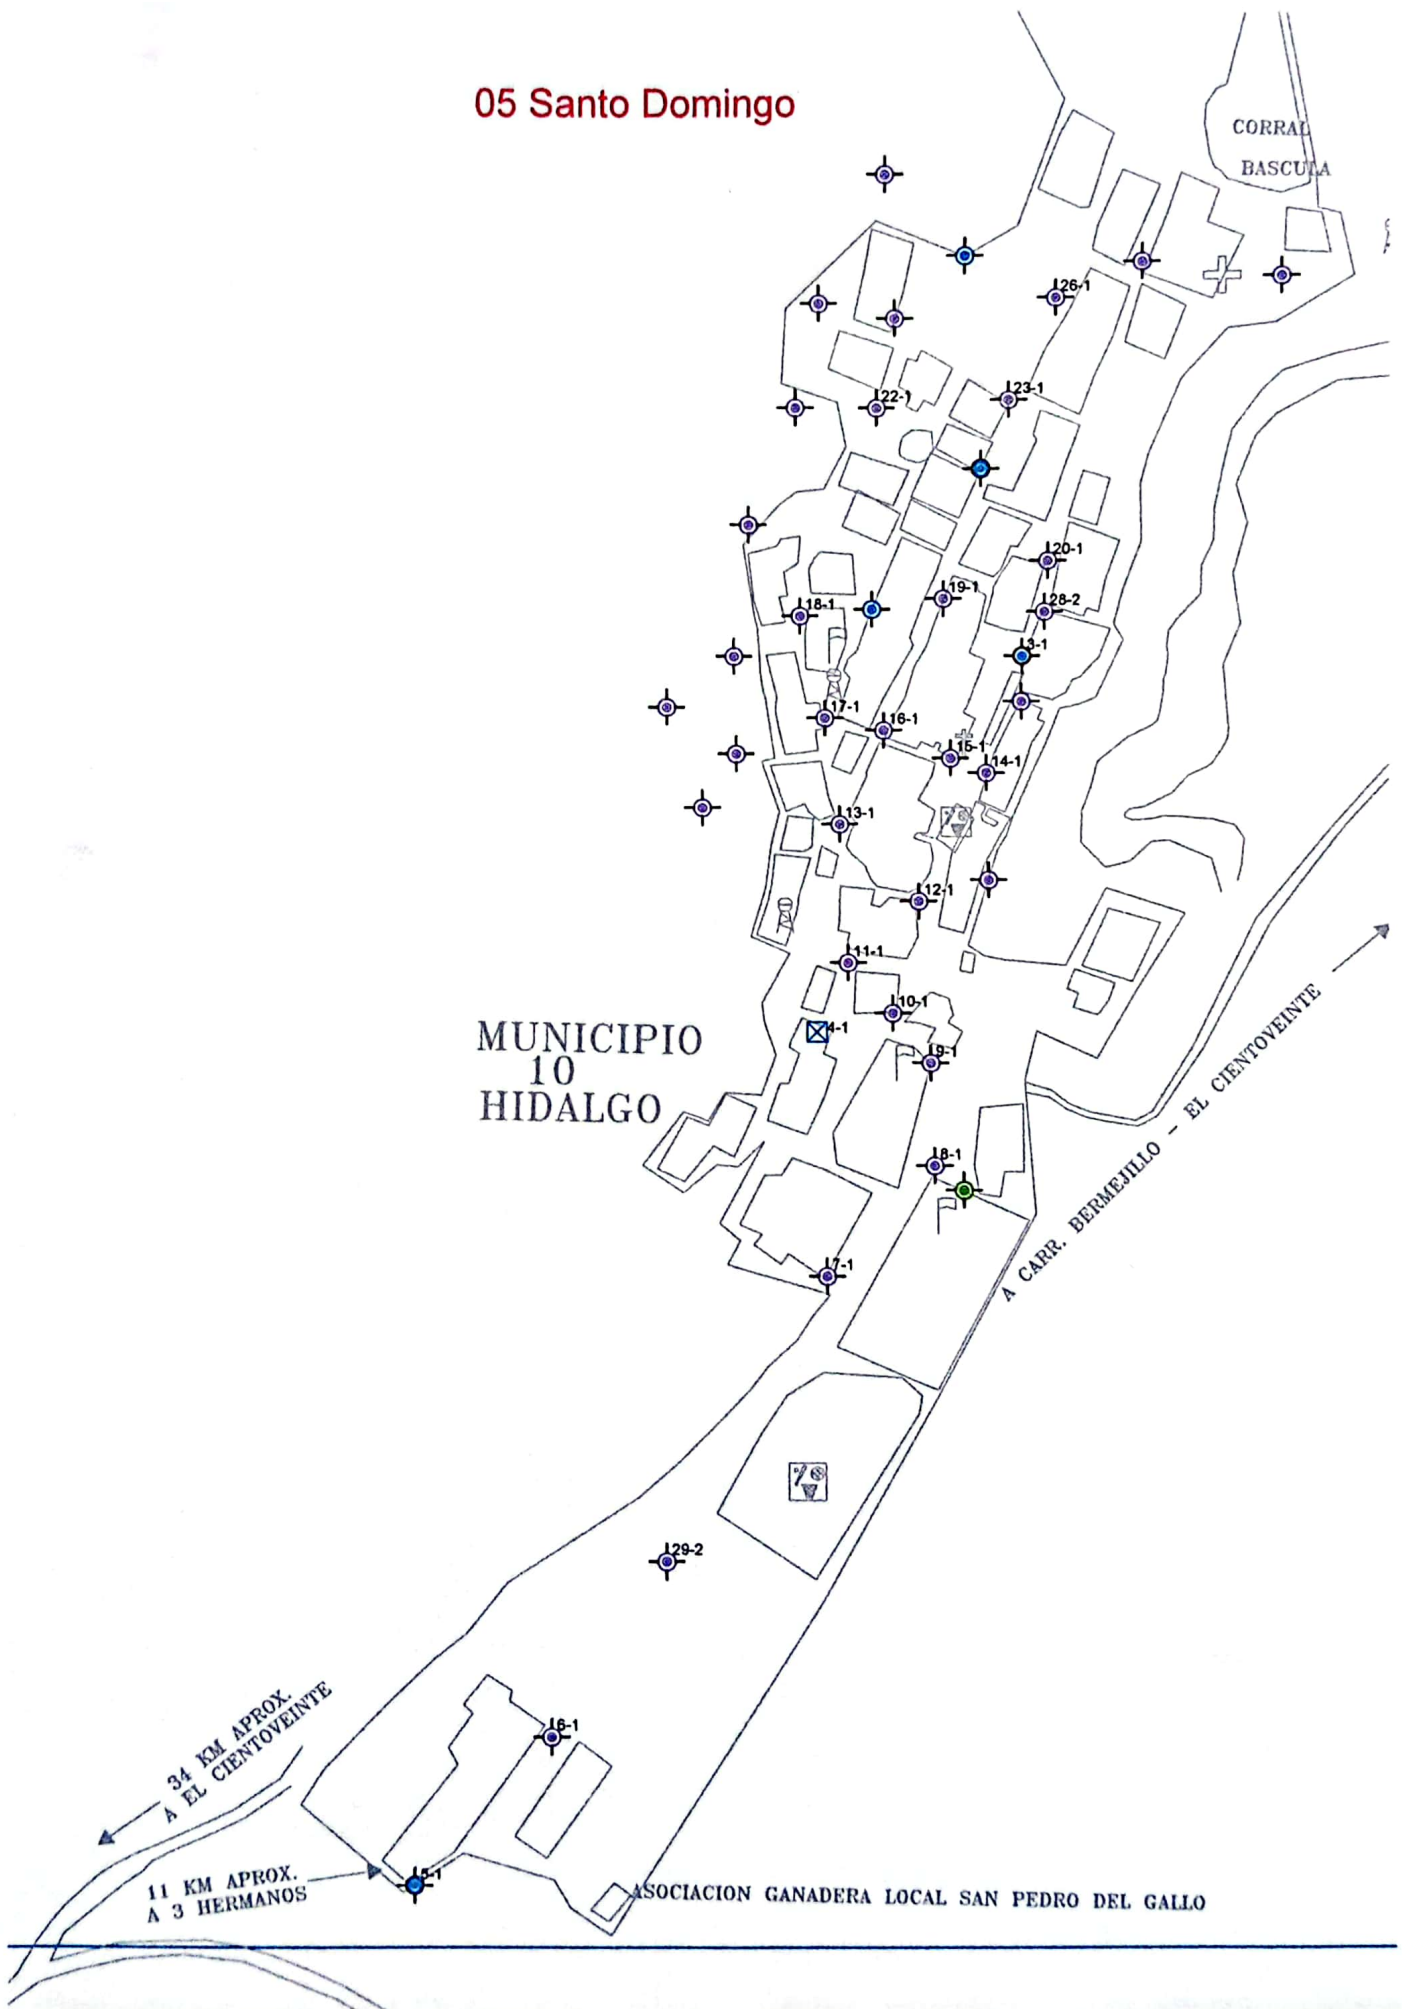 05 Santo Domingo
CORRAL
BASCULA
26-1
23-1
22-1
20-1
19-1
28-2
18-1
3-1
17-1
16-1
15-1
14-1
13-1
12-1
11-1
10-1
4-1
9-1
MUNICIPIO
10
HIDALGO
8-1
A CARR. BERMEJILLO - EL CIENTOVEINTE
7-1
29-2
6-1
34 KM APROX.
A EL CIENTOVEINTE
11 KM APROX.
A 3 HERMANOS
5-1
ASOCIACION GANADERA LOCAL SAN PEDRO DEL GALLO